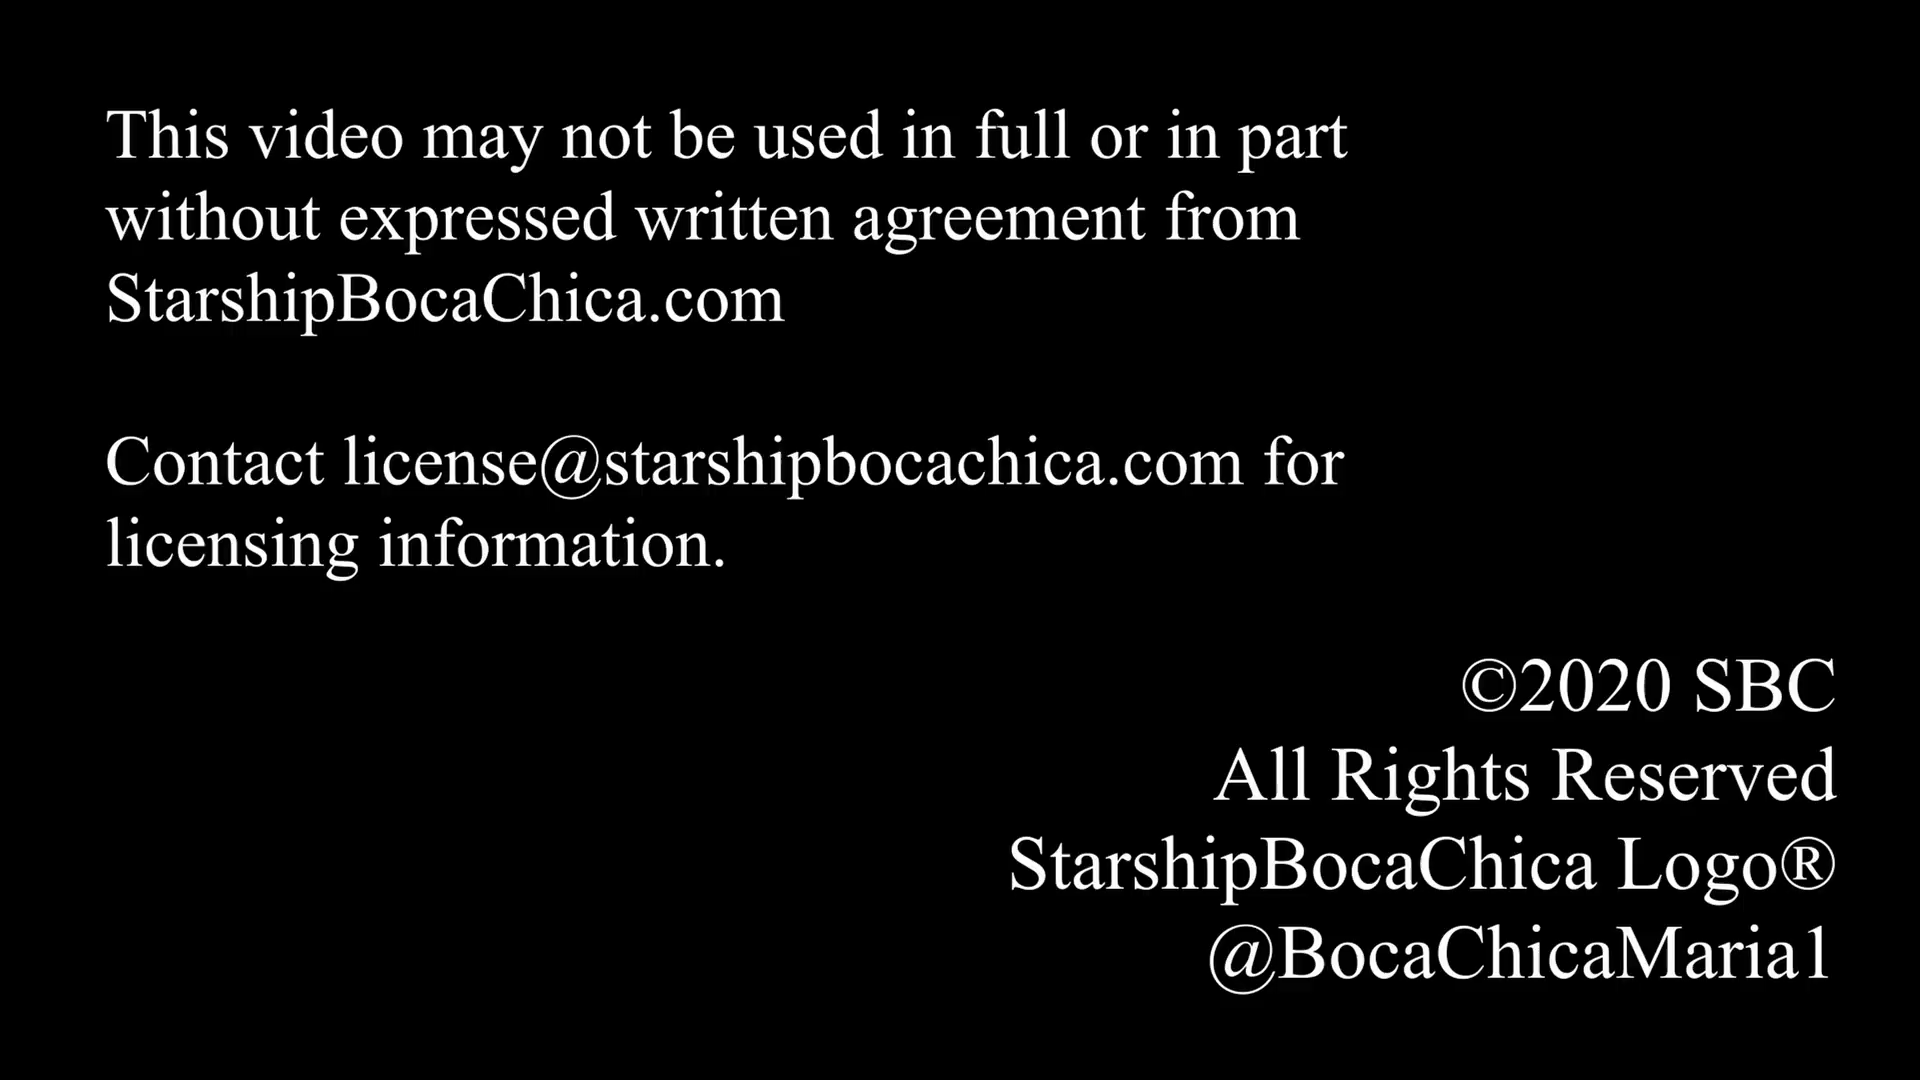 This video may not be used in full or in part
without expressed written agreement from
StarshipBocaChica.com
Contact license@starshipbocachica.com for
licensing information.
©2020 SBC
All Rights Reserved
StarshipBocaChica Logo®
@BocaChicaMaria1